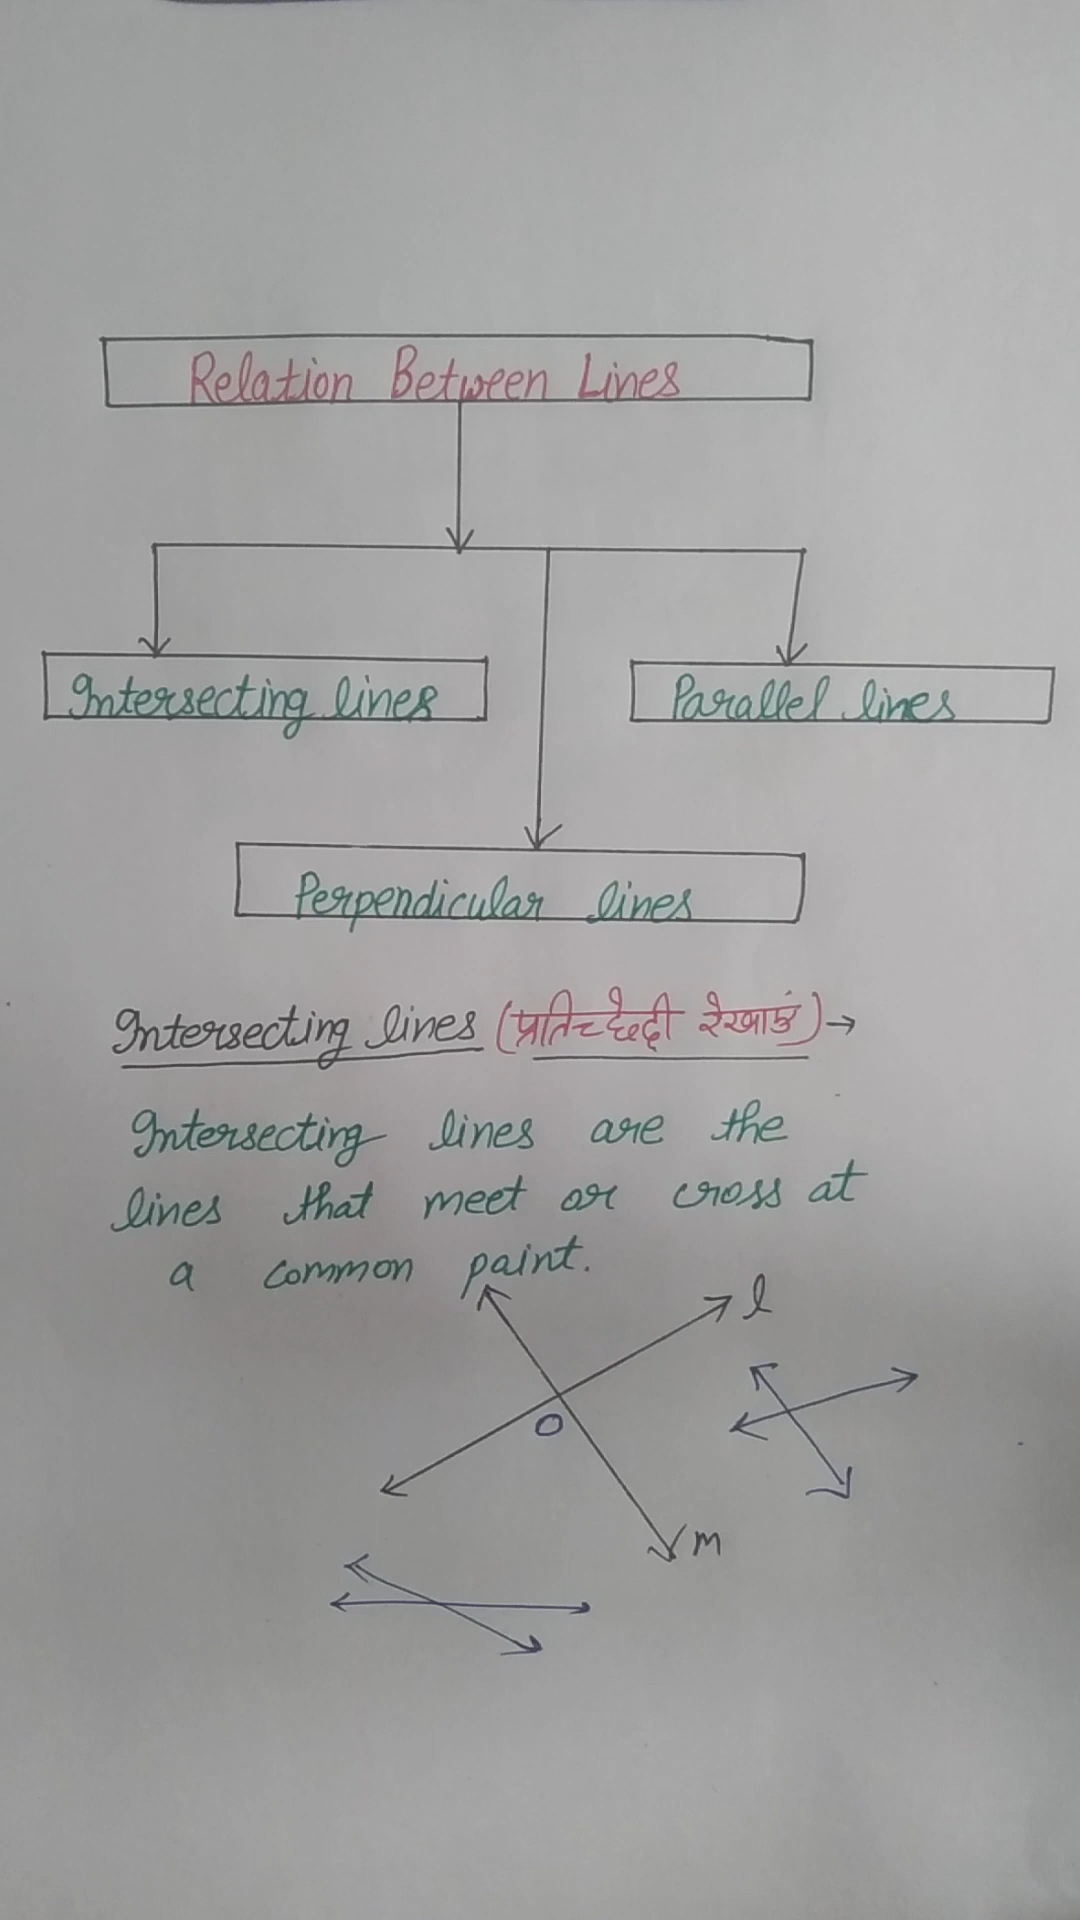 Relation Between Lines
Intersecting lines
Parallel lines
Perpendicular lines
Intersecting lines (प्रतिच्छेदी रेखाएं) →
Intersecting lines are the
lines that meet or cross at
a common paint.
l
O
m